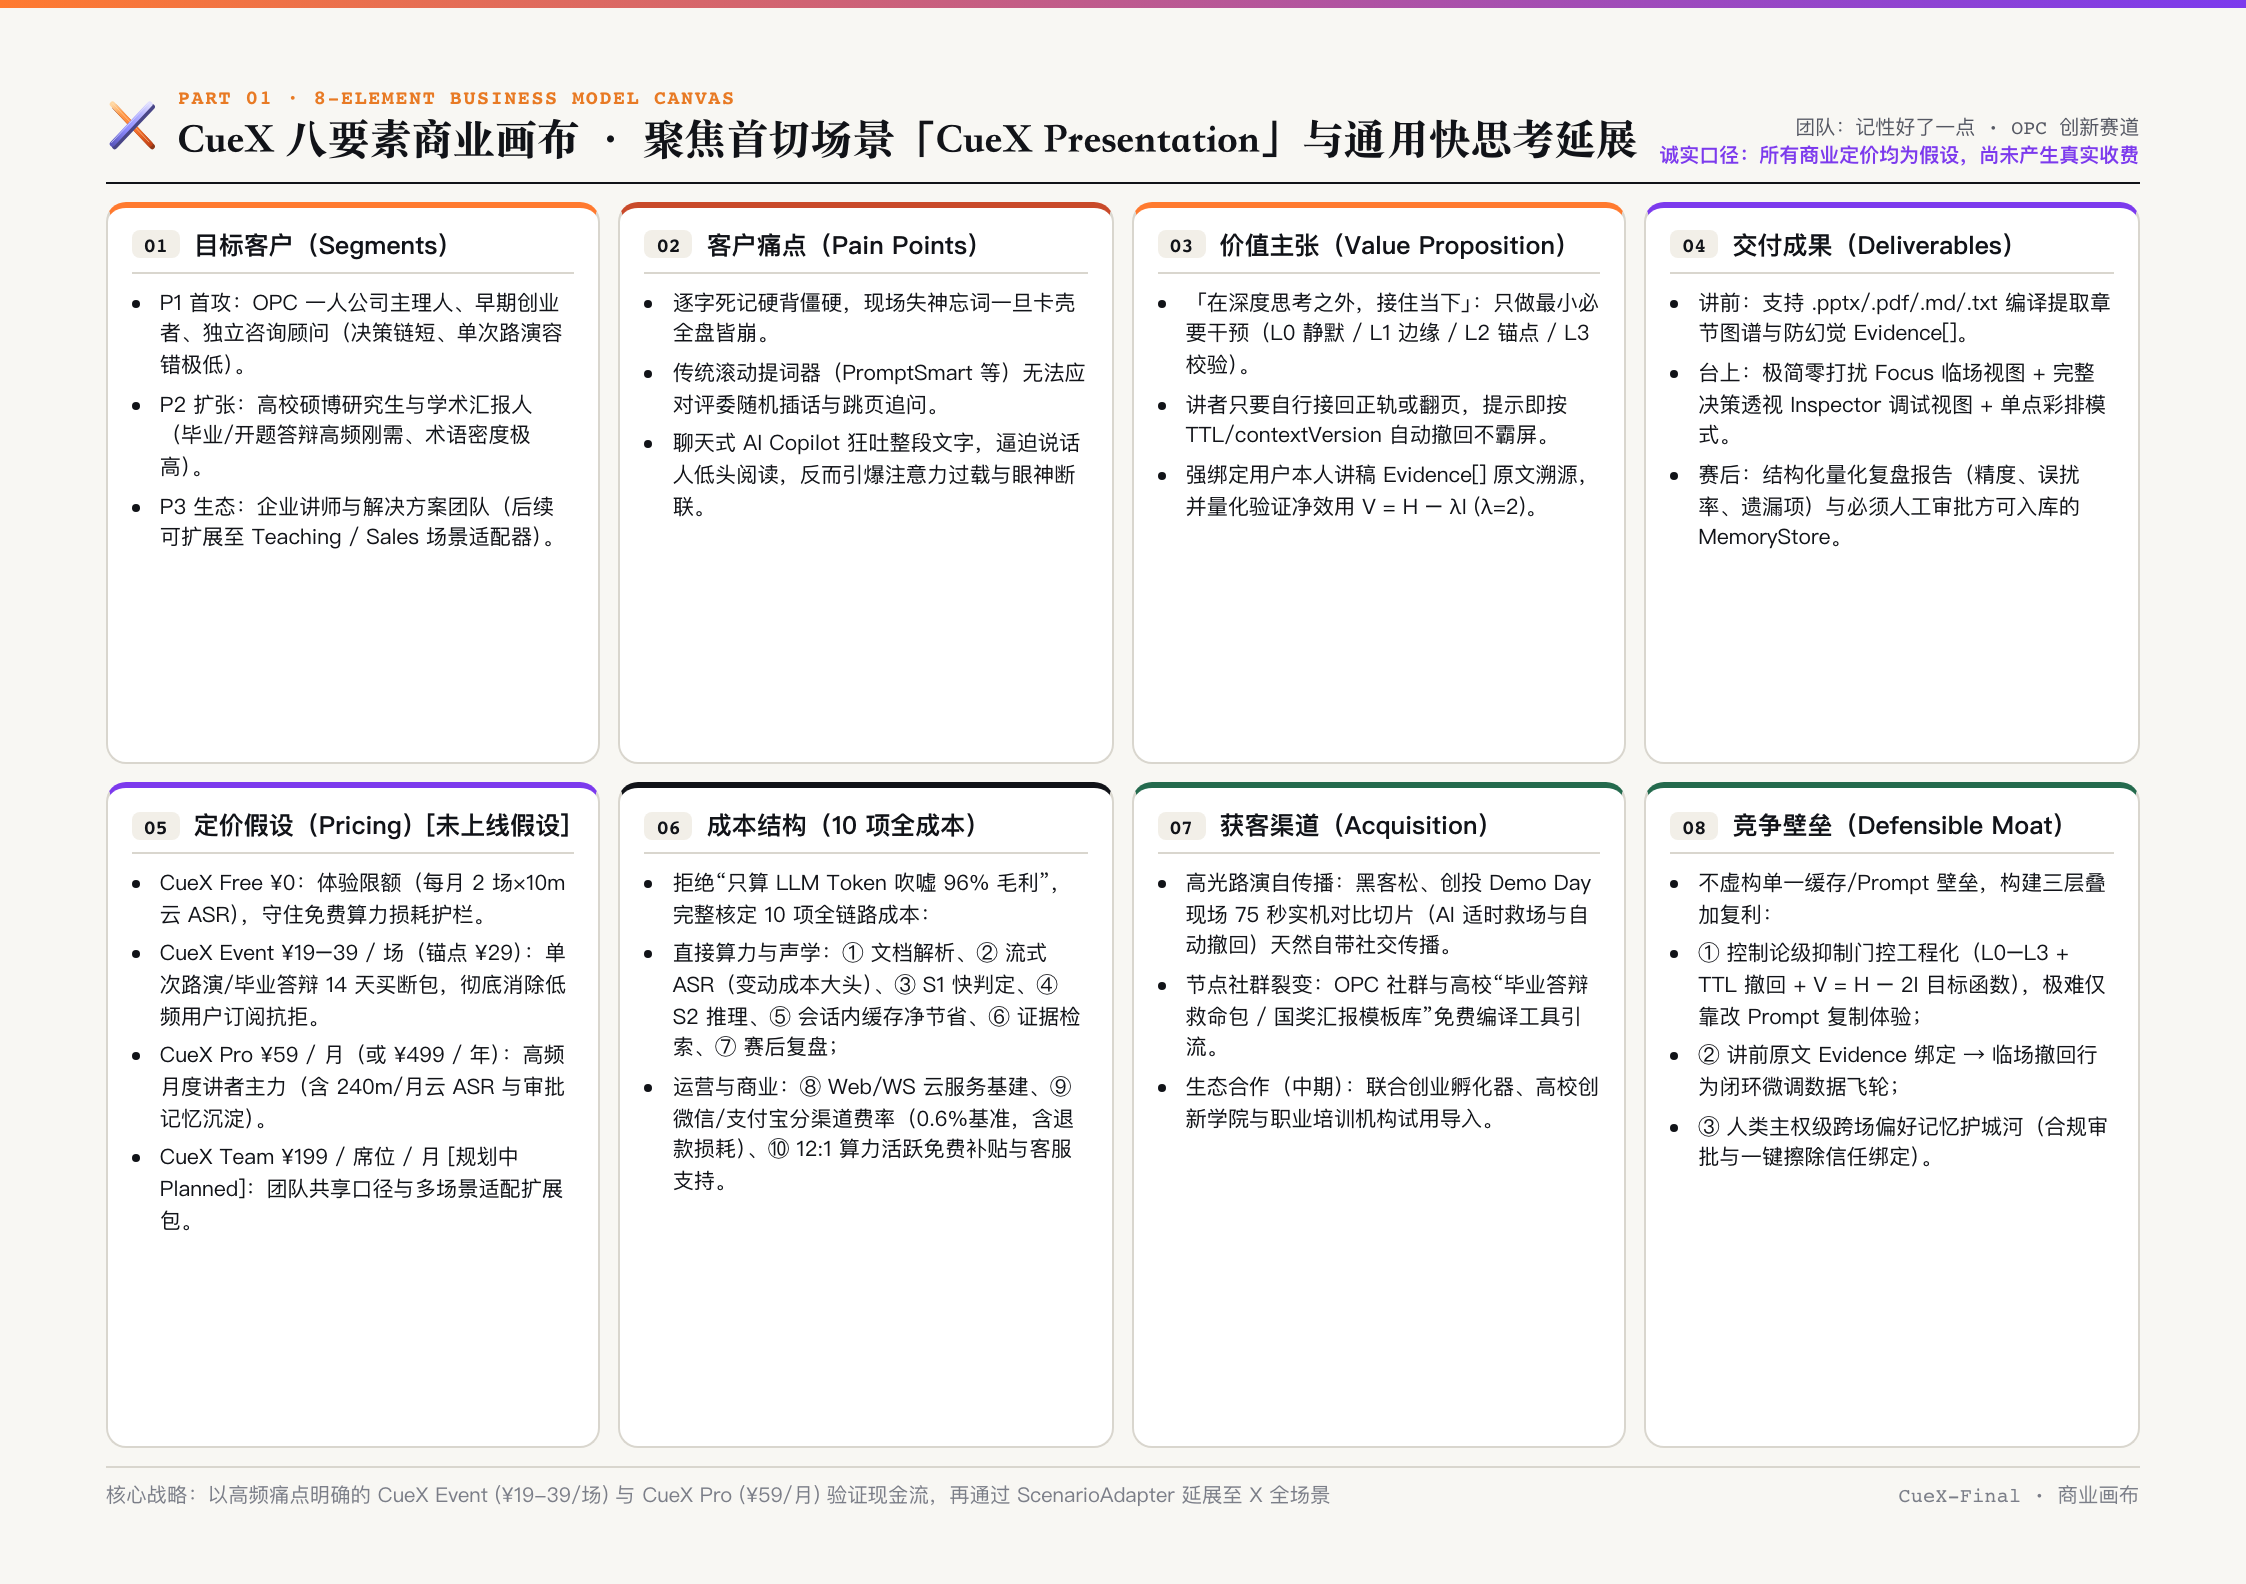 PART 01 · 8-ELEMENT BUSINESS MODEL CANVAS
CueX 八要素商业画布 · 聚焦首切场景「CueX Presentation」与通用快思考延展
团队：记性好了一点 · OPC 创新赛道
诚实口径：所有商业定价均为假设，尚未产生真实收费
01 目标客户（Segments）
• P1 首攻：OPC 一人公司主理人、早期创业
者、独立咨询顾问（决策链短、单次路演容
错极低）。
• P2 扩张：高校硕博研究生与学术汇报人
（毕业/开题答辩高频刚需、术语密度极
高）。
• P3 生态：企业讲师与解决方案团队（后续
可扩展至 Teaching / Sales 场景适配器）。
02 客户痛点（Pain Points）
• 逐字死记硬背僵硬，现场失神忘词一旦卡壳
全盘皆崩。
• 传统滚动提词器（PromptSmart 等）无法应
对评委随机插话与跳页追问。
• 聊天式 AI Copilot 狂吐整段文字，逼迫说话
人低头阅读，反而引爆注意力过载与眼神断
联。
03 价值主张（Value Proposition）
• 「在深度思考之外，接住当下」：只做最小必
要干预（L0 静默 / L1 边缘 / L2 锚点 / L3
校验）。
• 讲者只要自行接回正轨或翻页，提示即按
TTL/contextVersion 自动撤回不霸屏。
• 强绑定用户本人讲稿 Evidence[] 原文溯源，
并量化验证净效用 V = H − λI (λ=2)。
04 交付成果（Deliverables）
• 讲前：支持 .pptx/.pdf/.md/.txt 编译提取章
节图谱与防幻觉 Evidence[]。
• 台上：极简零打扰 Focus 临场视图 + 完整
决策透视 Inspector 调试视图 + 单点彩排模
式。
• 赛后：结构化量化复盘报告（精度、误扰
率、遗漏项）与必须人工审批方可入库的
MemoryStore。
05 定价假设（Pricing）[未上线假设]
• CueX Free ¥0：体验限额（每月 2 场×10m
云 ASR），守住免费算力损耗护栏。
• CueX Event ¥19–39 / 场（锚点 ¥29）：单
次路演/毕业答辩 14 天买断包，彻底消除低
频用户订阅抗拒。
• CueX Pro ¥59 / 月（或 ¥499 / 年）：高频
月度讲者主力（含 240m/月云 ASR 与审批
记忆沉淀）。
• CueX Team ¥199 / 席位 / 月 [规划中
Planned]：团队共享口径与多场景适配扩展
包。
06 成本结构（10 项全成本）
• 拒绝“只算 LLM Token 吹嘘 96% 毛利”，
完整核定 10 项全链路成本：
• 直接算力与声学：① 文档解析、② 流式
ASR（变动成本大头）、③ S1 快判定、④
S2 推理、⑤ 会话内缓存净节省、⑥ 证据检
索、⑦ 赛后复盘；
• 运营与商业：⑧ Web/WS 云服务基建、⑨
微信/支付宝分渠道费率（0.6%基准，含退
款损耗）、⑩ 12:1 算力活跃免费补贴与客服
支持。
07 获客渠道（Acquisition）
• 高光路演自传播：黑客松、创投 Demo Day
现场 75 秒实机对比切片（AI 适时救场与自
动撤回）天然自带社交传播。
• 节点社群裂变：OPC 社群与高校“毕业答辩
救命包 / 国奖汇报模板库”免费编译工具引
流。
• 生态合作（中期）：联合创业孵化器、高校创
新学院与职业培训机构试用导入。
08 竞争壁垒（Defensible Moat）
• 不虚构单一缓存/Prompt 壁垒，构建三层叠
加复利：
• ① 控制论级抑制门控工程化（L0–L3 +
TTL 撤回 + V = H − 2I 目标函数），极难仅
靠改 Prompt 复制体验；
• ② 讲前原文 Evidence 绑定 → 临场撤回行
为闭环微调数据飞轮；
• ③ 人类主权级跨场偏好记忆护城河（合规审
批与一键擦除信任绑定）。
核心战略：以高频痛点明确的 CueX Event (¥19–39/场) 与 CueX Pro (¥59/月) 验证现金流，再通过 ScenarioAdapter 延展至 X 全场景
CueX-Final · 商业画布